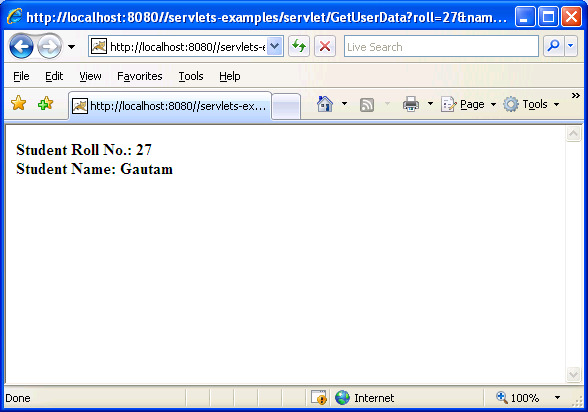 http://localhost:8080//servlets-examples/servlet/GetUserData?roll=27&nam...
http://localhost:8080//servlets-e
Live Search
File Edit View Favorites Tools Help
http://localhost:8080//servlets-ex...
Page Tools
Student Roll No.: 27
Student Name: Gautam
Done Internet 100%